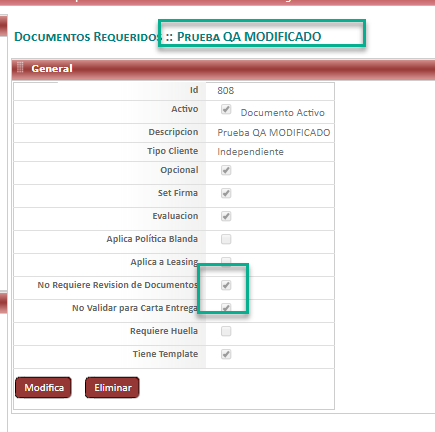 Documentos Requeridos :: Prueba QA MODIFICADO
General
Id 808
Activo Documento Activo
Descripcion Prueba QA MODIFICADO
Tipo Cliente Independiente
Opcional
Set Firma
Evaluacion
Aplica Política Blanda
Aplica a Leasing
No Requiere Revision de Documentos
No Validar para Carta Entrega
Requiere Huella
Tiene Template
Modifica Eliminar